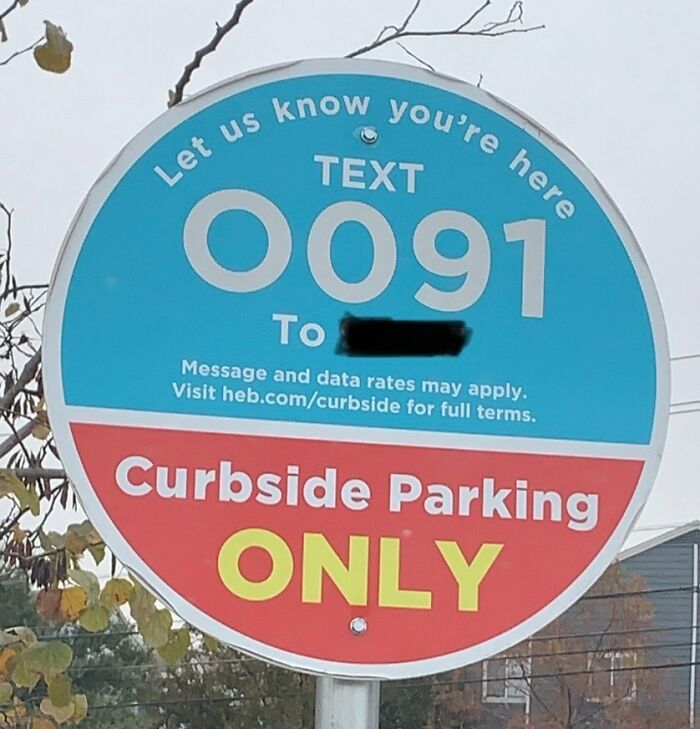 Let us know you're here
TEXT
0091
To
Message and data rates may apply.
Visit heb.com/curbside for full terms.
Curbside Parking
ONLY